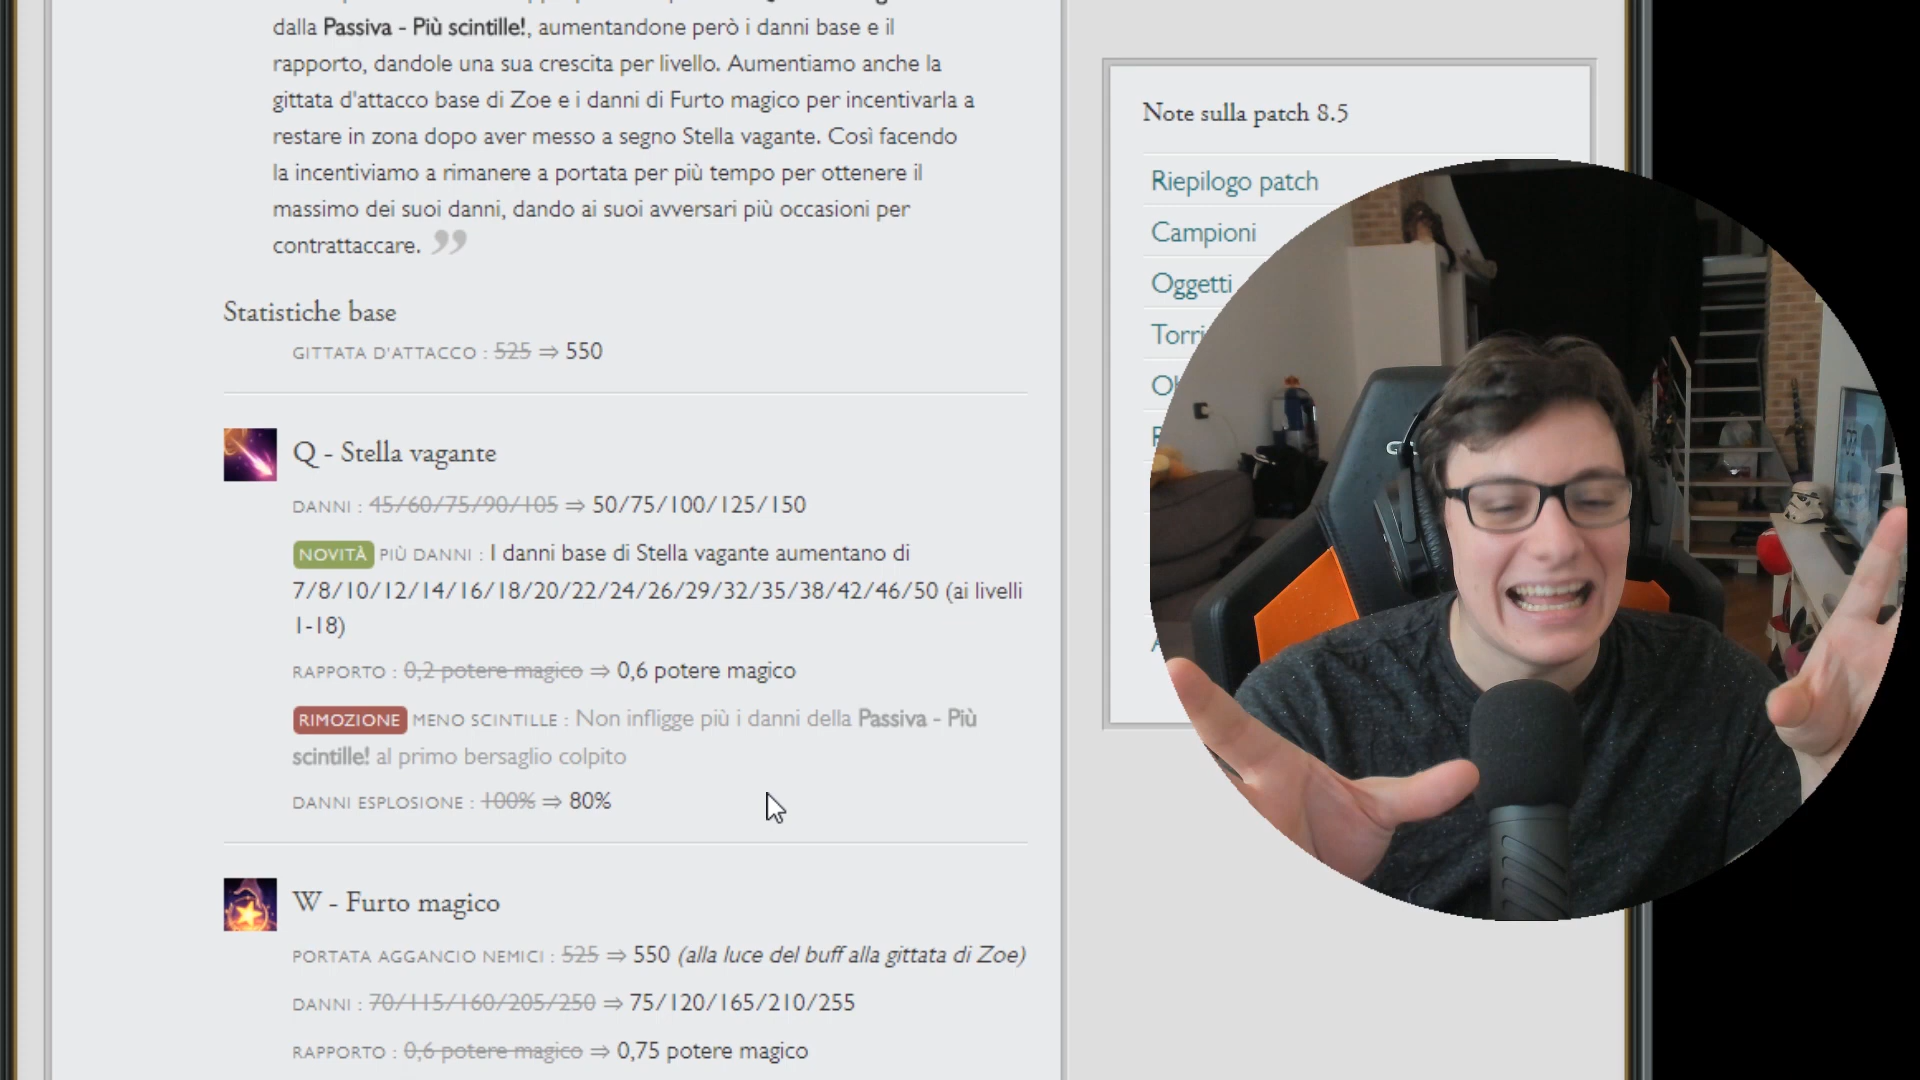 dalla Passiva - Più scintille!, aumentandone però i danni base e il
rapporto, dandole una sua crescita per livello. Aumentiamo anche la
gittata d'attacco base di Zoe e i danni di Furto magico per incentivarla a
restare in zona dopo aver messo a segno Stella vagante. Così facendo
la incentiviamo a rimanere a portata per più tempo per ottenere il
massimo dei suoi danni, dando ai suoi avversari più occasioni per
contrattaccare. ”
Statistiche base
GITTATA D'ATTACCO : 525 ⇒ 550
Q - Stella vagante
DANNI : 45/60/75/90/105 ⇒ 50/75/100/125/150
NOVITÀ PIÙ DANNI : I danni base di Stella vagante aumentano di
7/8/10/12/14/16/18/20/22/24/26/29/32/35/38/42/46/50 (ai livelli
1-18)
RAPPORTO : 0,2 potere magico ⇒ 0,6 potere magico
RIMOZIONE MENO SCINTILLE : Non infligge più i danni della Passiva - Più
scintille! al primo bersaglio colpito
DANNI ESPLOSIONE : 100% ⇒ 80%
W - Furto magico
PORTATA AGGANCIO NEMICI : 525 ⇒ 550 (alla luce del buff alla gittata di Zoe)
DANNI : 70/115/160/205/250 ⇒ 75/120/165/210/255
RAPPORTO : 0,6 potere magico ⇒ 0,75 potere magico
Note sulla patch 8.5
Riepilogo patch
Campioni
Oggetti
Torri